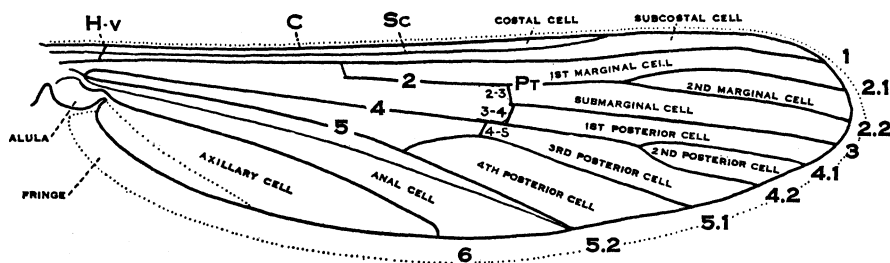 H-v
C
Sc
COSTAL CELL
SUBCOSTAL CELL
1
2
PT
1ST MARGINAL CELL
2-3
2ND MARGINAL CELL
2.1
4
3-4
SUBMARGINAL CELL
2.2
5
4-5
1ST POSTERIOR CELL
3
ALULA
2ND POSTERIOR CELL
4.1
AXILLARY CELL
3RD POSTERIOR CELL
4.2
FRINGE
ANAL CELL
4TH POSTERIOR CELL
5.1
6
5.2